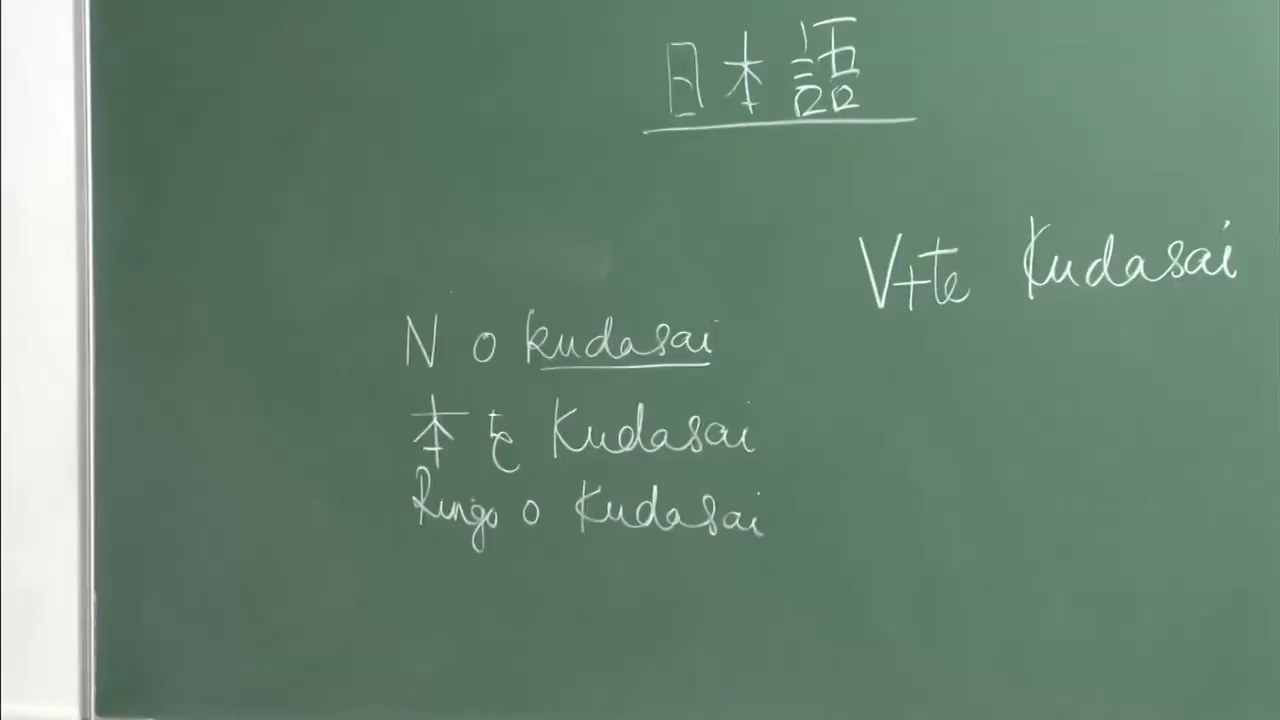 日本語
V+te Kudasai
N o kudasai
本を Kudasai
Ringo o Kudasai